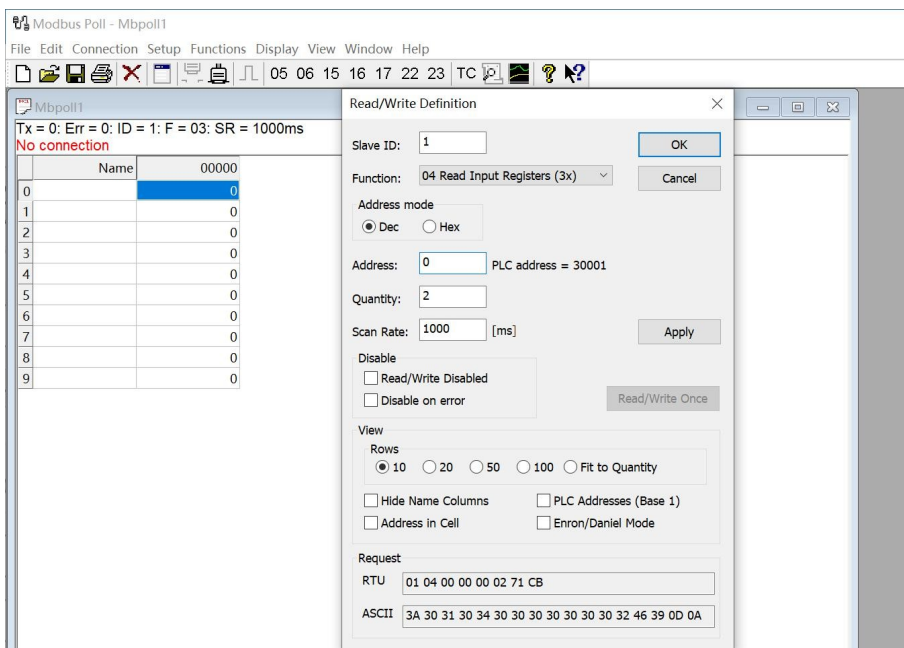 Modbus Poll - Mbpoll1
File Edit Connection Setup Functions Display View Window Help
05 06 15 16 17 22 23 TC
Mbpoll1
Tx = 0: Err = 0: ID = 1: F = 03: SR = 1000ms
No connection
Name 00000
0 0
1 0
2 0
3 0
4 0
5 0
6 0
7 0
8 0
9 0
Read/Write Definition
Slave ID: 1 OK
Function: 04 Read Input Registers (3x) Cancel
Address mode
Dec Hex
Address: 0 PLC address = 30001
Quantity: 2
Scan Rate: 1000 [ms] Apply
Disable
Read/Write Disabled
Disable on error Read/Write Once
View
Rows
10 20 50 100 Fit to Quantity
Hide Name Columns PLC Addresses (Base 1)
Address in Cell Enron/Daniel Mode
Request
RTU 01 04 00 00 00 02 71 CB
ASCII 3A 30 31 30 34 30 30 30 30 30 30 30 32 46 39 0D 0A